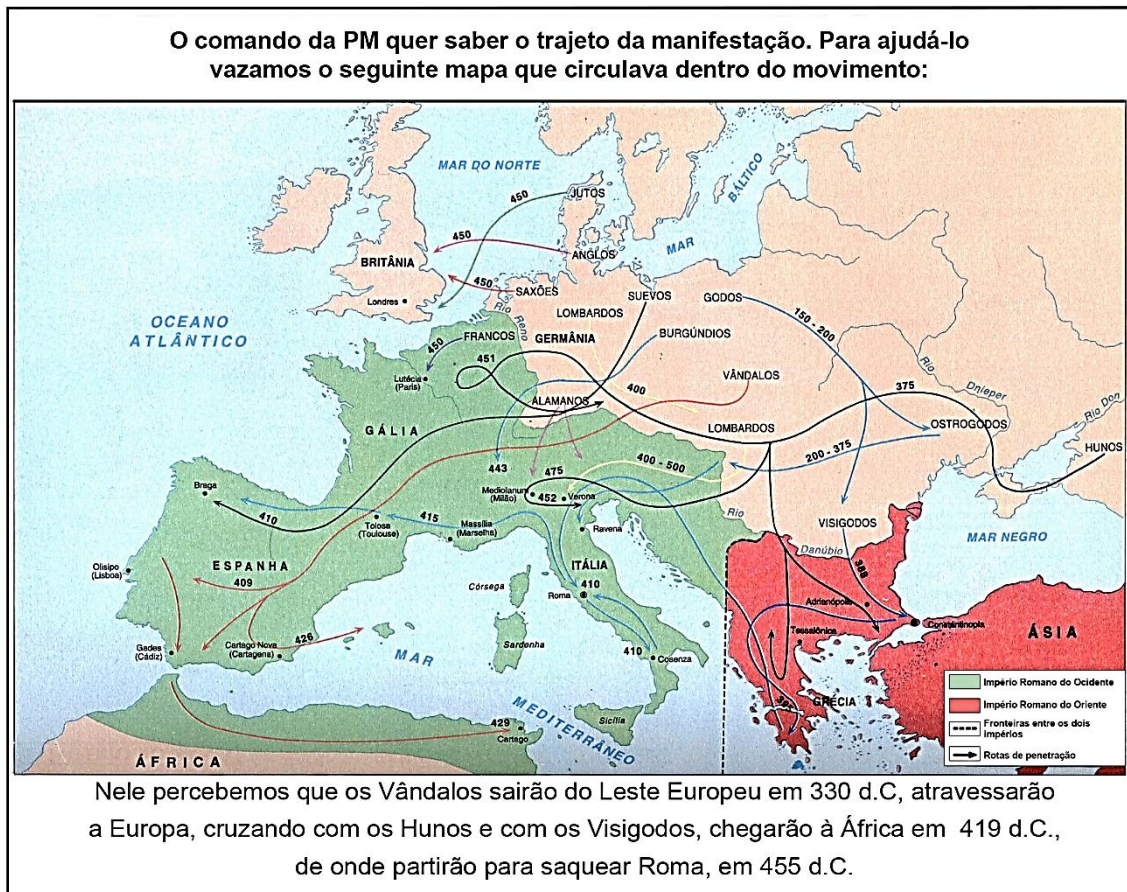 O comando da PM quer saber o trajeto da manifestação. Para ajudá-lo
vazamos o seguinte mapa que circulava dentro do movimento:
MAR DO NORTE
BÁLTICO
450
JUTOS
450
ANGLOS
MAR
BRITÂNIA
450
SAXÕES
Londres
SUEVOS
GODOS
LOMBARDOS
150 - 200
OCEANO
ATLÂNTICO
Rio Reno
GERMÂNIA
BURGÚNDIOS
FRANCOS
450
451
Lutécia
(Paris)
VÂNDALOS
400
375
Rio
Dnieper
Rio Don
ALAMANOS
LOMBARDOS
OSTROGODOS
HUNOS
GÁLIA
200 - 375
400 - 500
443
475
Mediolanum
(Milão)
452
Verona
Braga
410
415
Tolosa
(Toulouse)
Massília
(Marselha)
Ravena
Rio
Danúbio
VISIGODOS
MAR NEGRO
Olisipo
(Lisboa)
ESPANHA
409
Córsega
ITÁLIA
410
Roma
Adrianópola
Constantinopla
ÁSIA
Tessalônica
Gades
(Cádiz)
Cartago Nova
(Cartagena)
426
MAR
Sardenha
410
Cosenza
GRÉCIA
MEDITERRÂNEO
Sicília
429
Cartago
ÁFRICA
Império Romano do Ocidente
Império Romano do Oriente
Fronteiras entre os dois
Impérios
Rotas de penetração
Nele percebemos que os Vândalos sairão do Leste Europeu em 330 d.C, atravessarão
a Europa, cruzando com os Hunos e com os Visigodos, chegarão à África em 419 d.C.,
de onde partirão para saquear Roma, em 455 d.C.